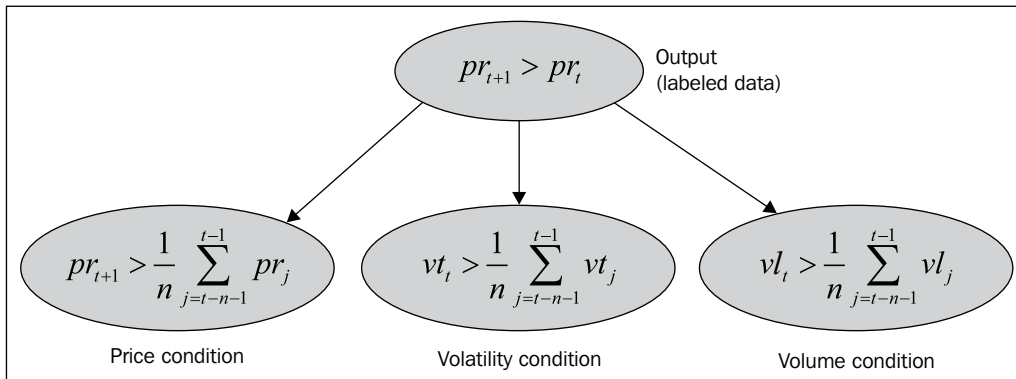 pr_{t+1} > pr_t
Output
(labeled data)
pr_{t+1} > \frac{1}{n} \sum_{j=t-n-1}^{t-1} pr_j
vt_t > \frac{1}{n} \sum_{j=t-n-1}^{t-1} vt_j
vl_t > \frac{1}{n} \sum_{j=t-n-1}^{t-1} vl_j
Price condition
Volatility condition
Volume condition